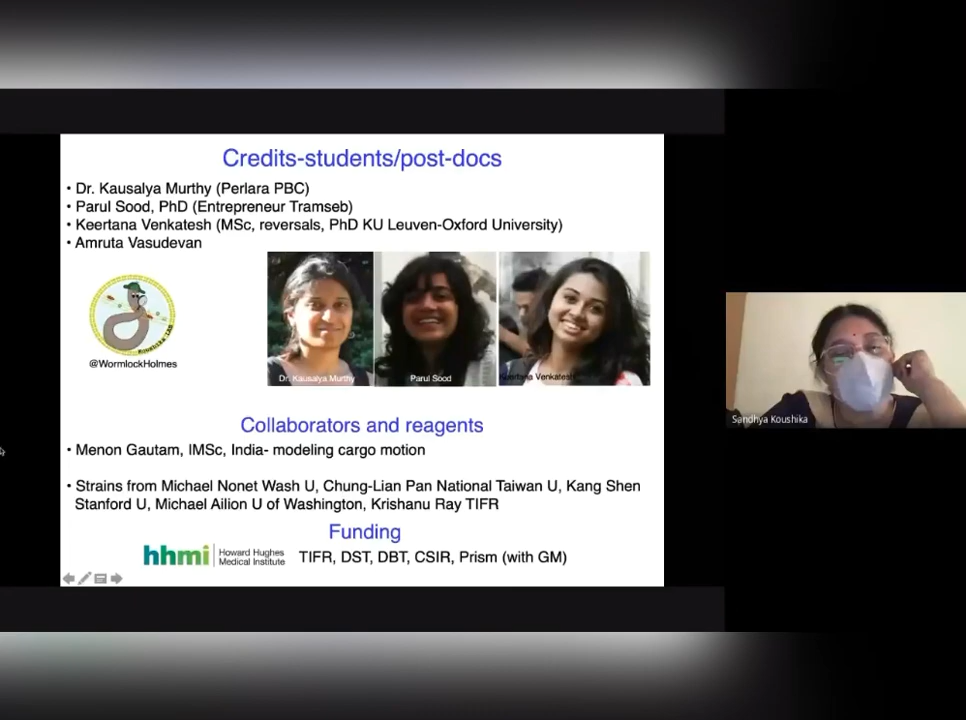 Credits-students/post-docs
• Dr. Kausalya Murthy (Perlara PBC)
• Parul Sood, PhD (Entrepreneur Tramseb)
• Keertana Venkatesh (MSc, reversals, PhD KU Leuven-Oxford University)
• Amruta Vasudevan
@WormlockHolmes
Dr. Kausalya Murthy
Parul Sood
Keertana Venkatesh
Collaborators and reagents
• Menon Gautam, IMSc, India- modeling cargo motion
• Strains from Michael Nonet Wash U, Chung-Lian Pan National Taiwan U, Kang Shen
Stanford U, Michael Ailion U of Washington, Krishanu Ray TIFR
Funding
hhmi Howard Hughes
Medical Institute
TIFR, DST, DBT, CSIR, Prism (with GM)
Sandhya Koushika